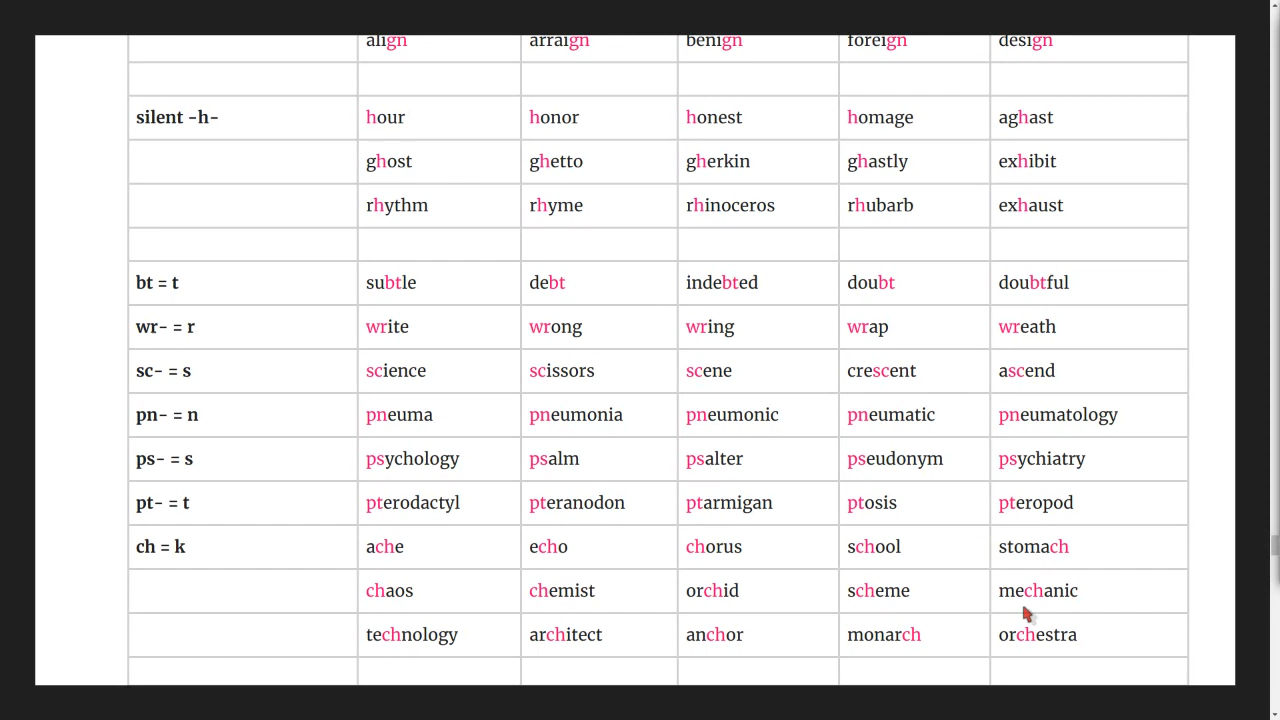 align arraign benign foreign design
silent -h- hour honor honest homage aghast
ghost ghetto gherkin ghastly exhibit
rhythm rhyme rhinoceros rhubarb exhaust
bt = t subtle debt indebted doubt doubtful
wr- = r write wrong wring wrap wreath
sc- = s science scissors scene crescent ascend
pn- = n pneuma pneumonia pneumonic pneumatic pneumatology
ps- = s psychology psalm psalter pseudonym psychiatry
pt- = t pterodactyl pteranodon ptarmigan ptosis pteropod
ch = k ache echo chorus school stomach
chaos chemist orchid scheme mechanic
technology architect anchor monarch orchestra